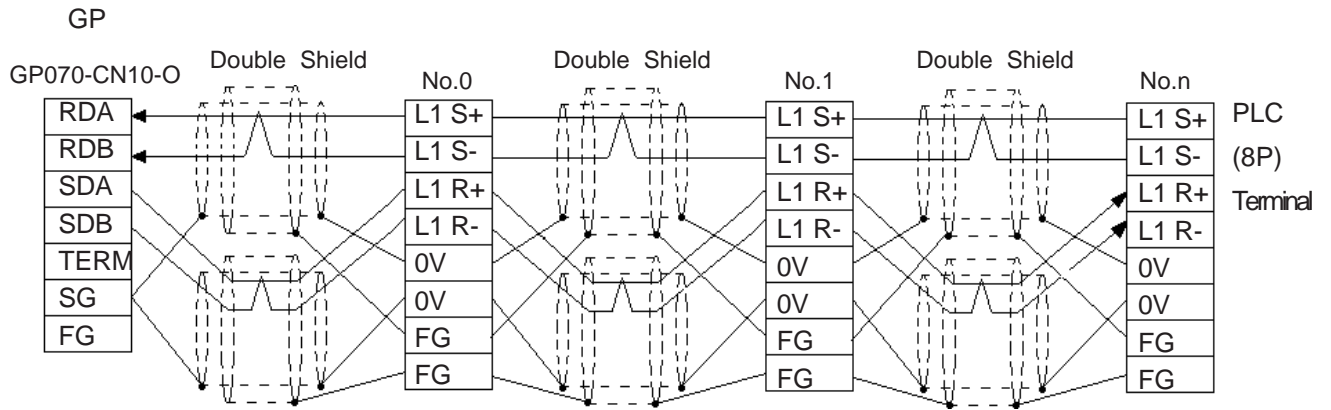 GP
GP070-CN10-O
RDA
RDB
SDA
SDB
TERM
SG
FG
Double Shield
No.0
L1 S+
L1 S-
L1 R+
L1 R-
0V
0V
FG
FG
Double Shield
No.1
L1 S+
L1 S-
L1 R+
L1 R-
0V
0V
FG
FG
Double Shield
No.n
L1 S+
L1 S-
L1 R+
L1 R-
0V
0V
FG
FG
PLC
(8P)
Terminal